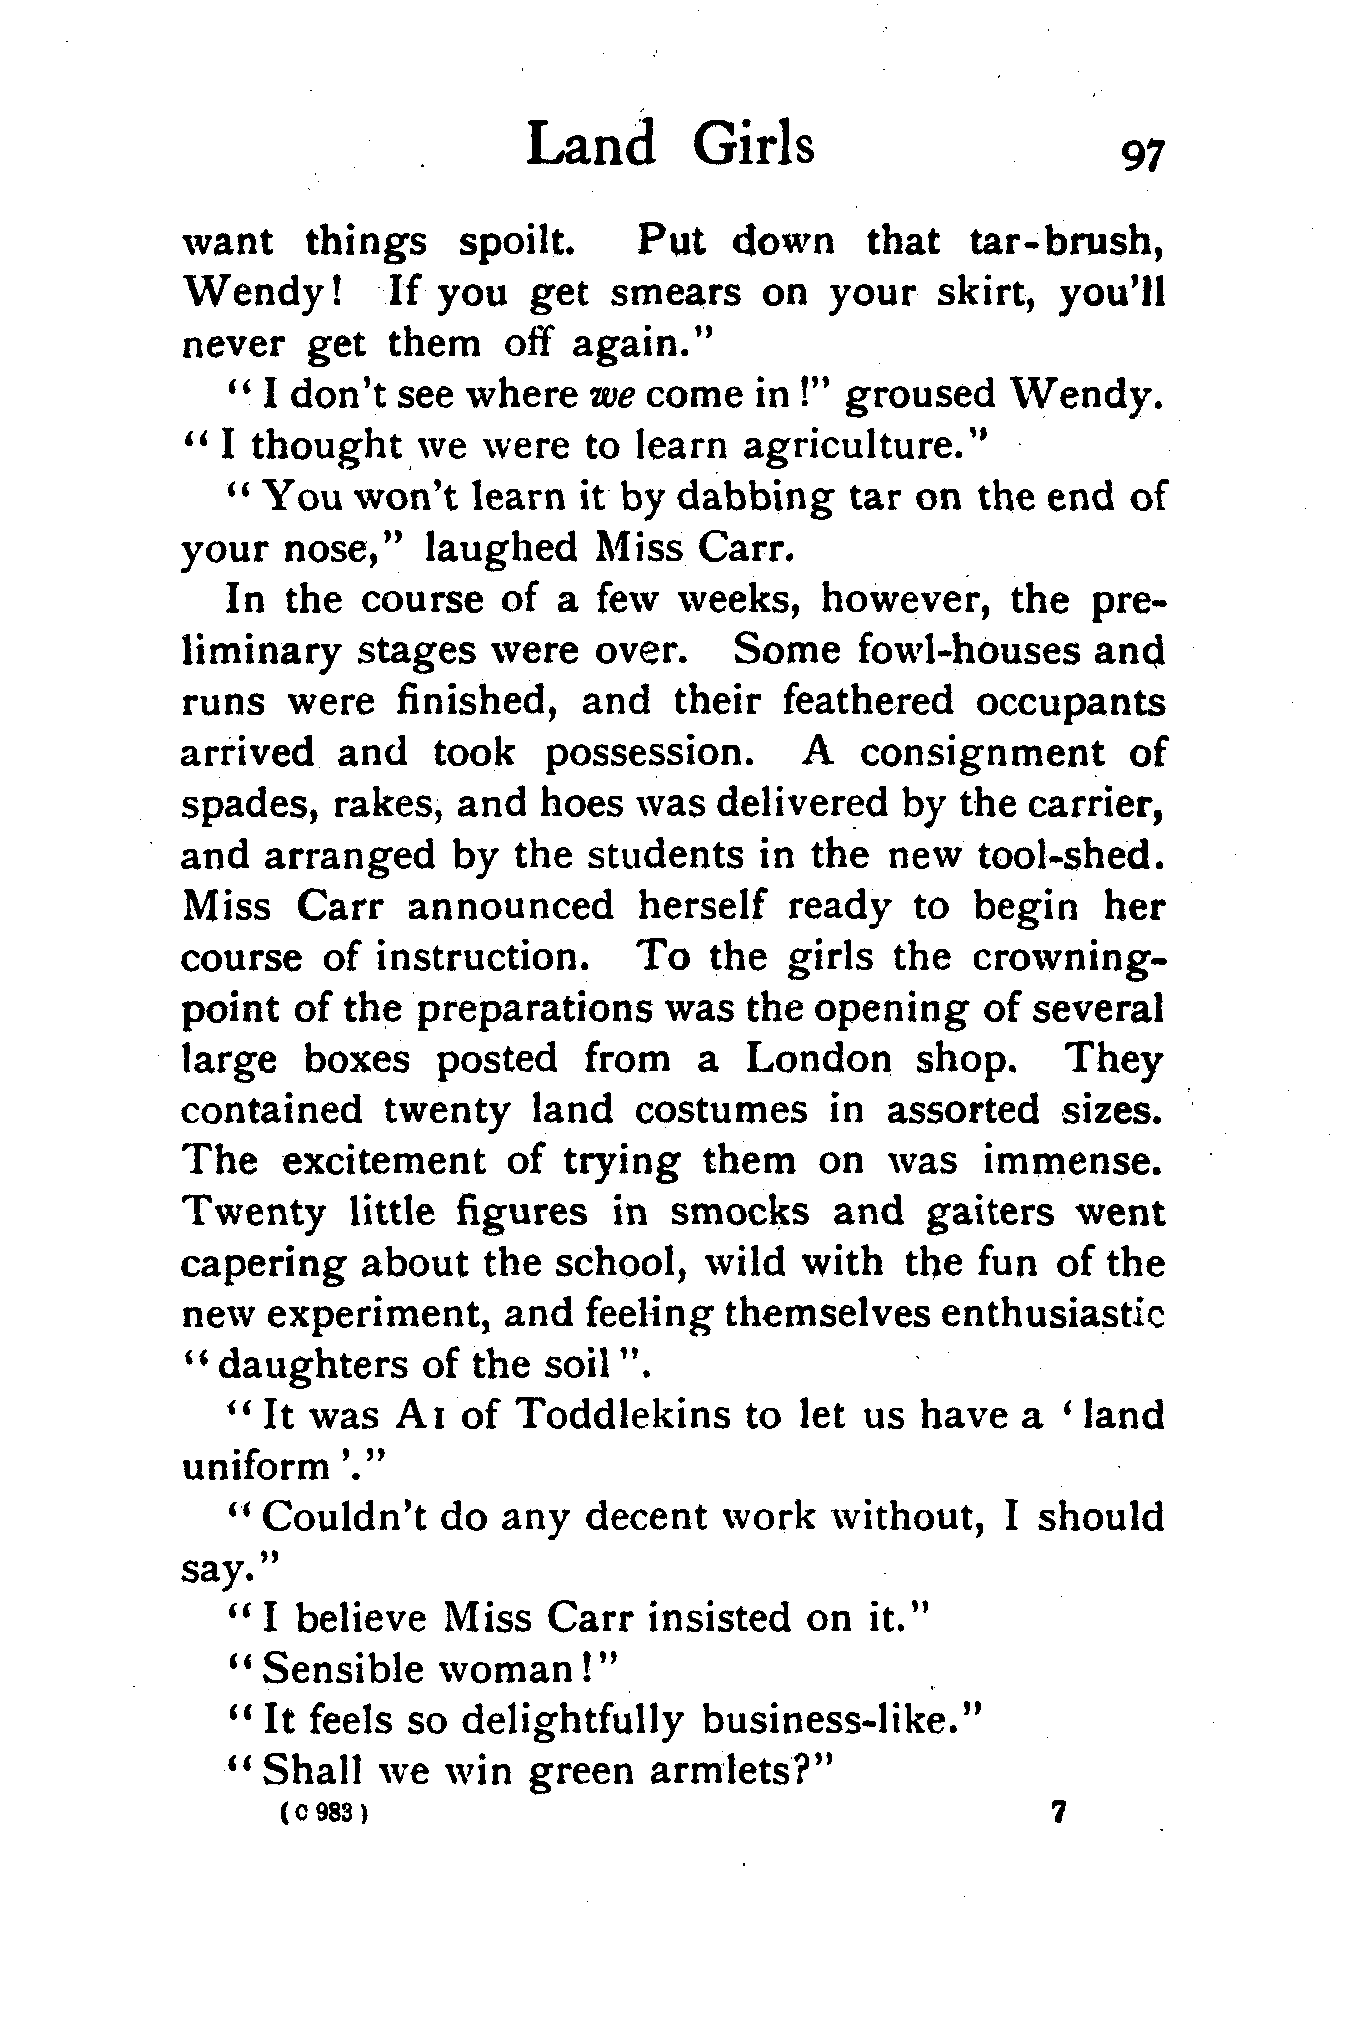 Land Girls 97
want things spoilt. Put down that tar-brush,
Wendy! If you get smears on your skirt, you'll
never get them off again."
"I don't see where we come in!" groused Wendy.
"I thought we were to learn agriculture."
"You won't learn it by dabbing tar on the end of
your nose," laughed Miss Carr.
In the course of a few weeks, however, the pre-
liminary stages were over. Some fowl-houses and
runs were finished, and their feathered occupants
arrived and took possession. A consignment of
spades, rakes, and hoes was delivered by the carrier,
and arranged by the students in the new tool-shed.
Miss Carr announced herself ready to begin her
course of instruction. To the girls the crowning-
point of the preparations was the opening of several
large boxes posted from a London shop. They
contained twenty land costumes in assorted sizes.
The excitement of trying them on was immense.
Twenty little figures in smocks and gaiters went
capering about the school, wild with the fun of the
new experiment, and feeling themselves enthusiastic
"daughters of the soil".
"It was A1 of Toddlekins to let us have a 'land
uniform'."
"Couldn't do any decent work without, I should
say."
"I believe Miss Carr insisted on it."
"Sensible woman!"
"It feels so delightfully business-like."
"Shall we win green armlets?"
(C 983) 7